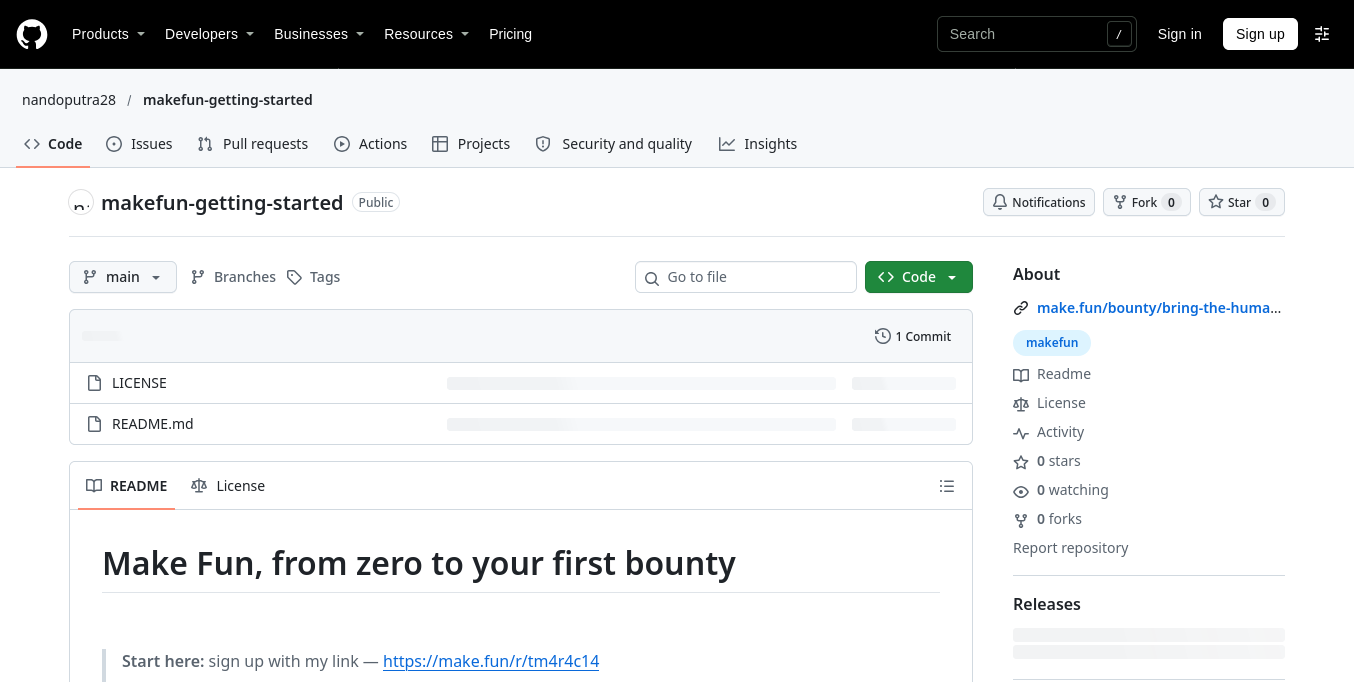 Products Developers Businesses Resources Pricing Search / Sign in Sign up
nandoputra28 / makefun-getting-started
Code Issues Pull requests Actions Projects Security and quality Insights
makefun-getting-started Public Notifications Fork 0 Star 0
main Branches Tags Go to file Code
1 Commit
LICENSE
README.md
README License
Make Fun, from zero to your first bounty
Start here: sign up with my link — https://make.fun/r/tm4r4c14
About
make.fun/bounty/bring-the-huma...
makefun
Readme
License
Activity
0 stars
0 watching
0 forks
Report repository
Releases